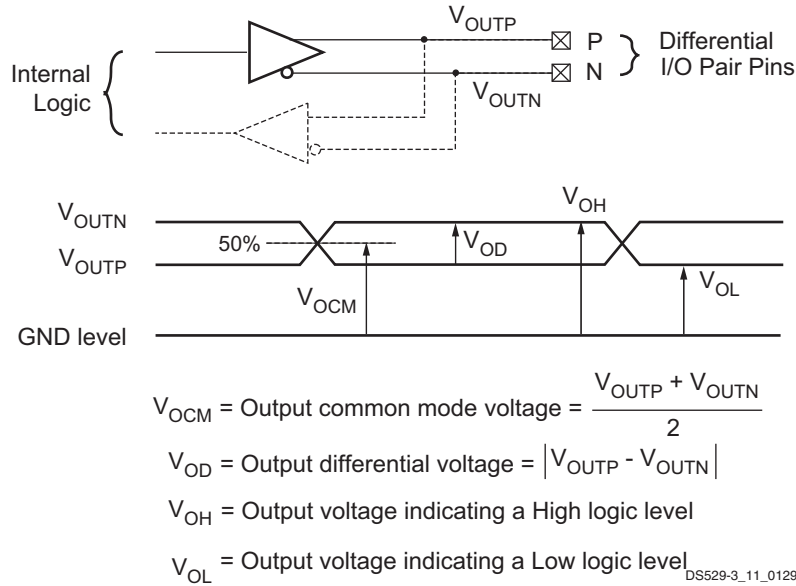 V_OUTP
P
Differential
I/O Pair Pins
N
Internal
Logic
V_OUTN
V_OH
V_OUTN
50%
V_OD
V_OUTP
V_OL
V_OCM
GND level
V_OCM = Output common mode voltage = V_OUTP + V_OUTN / 2
V_OD = Output differential voltage = |V_OUTP - V_OUTN|
V_OH = Output voltage indicating a High logic level
V_OL = Output voltage indicating a Low logic level
DS529-3_11_0129